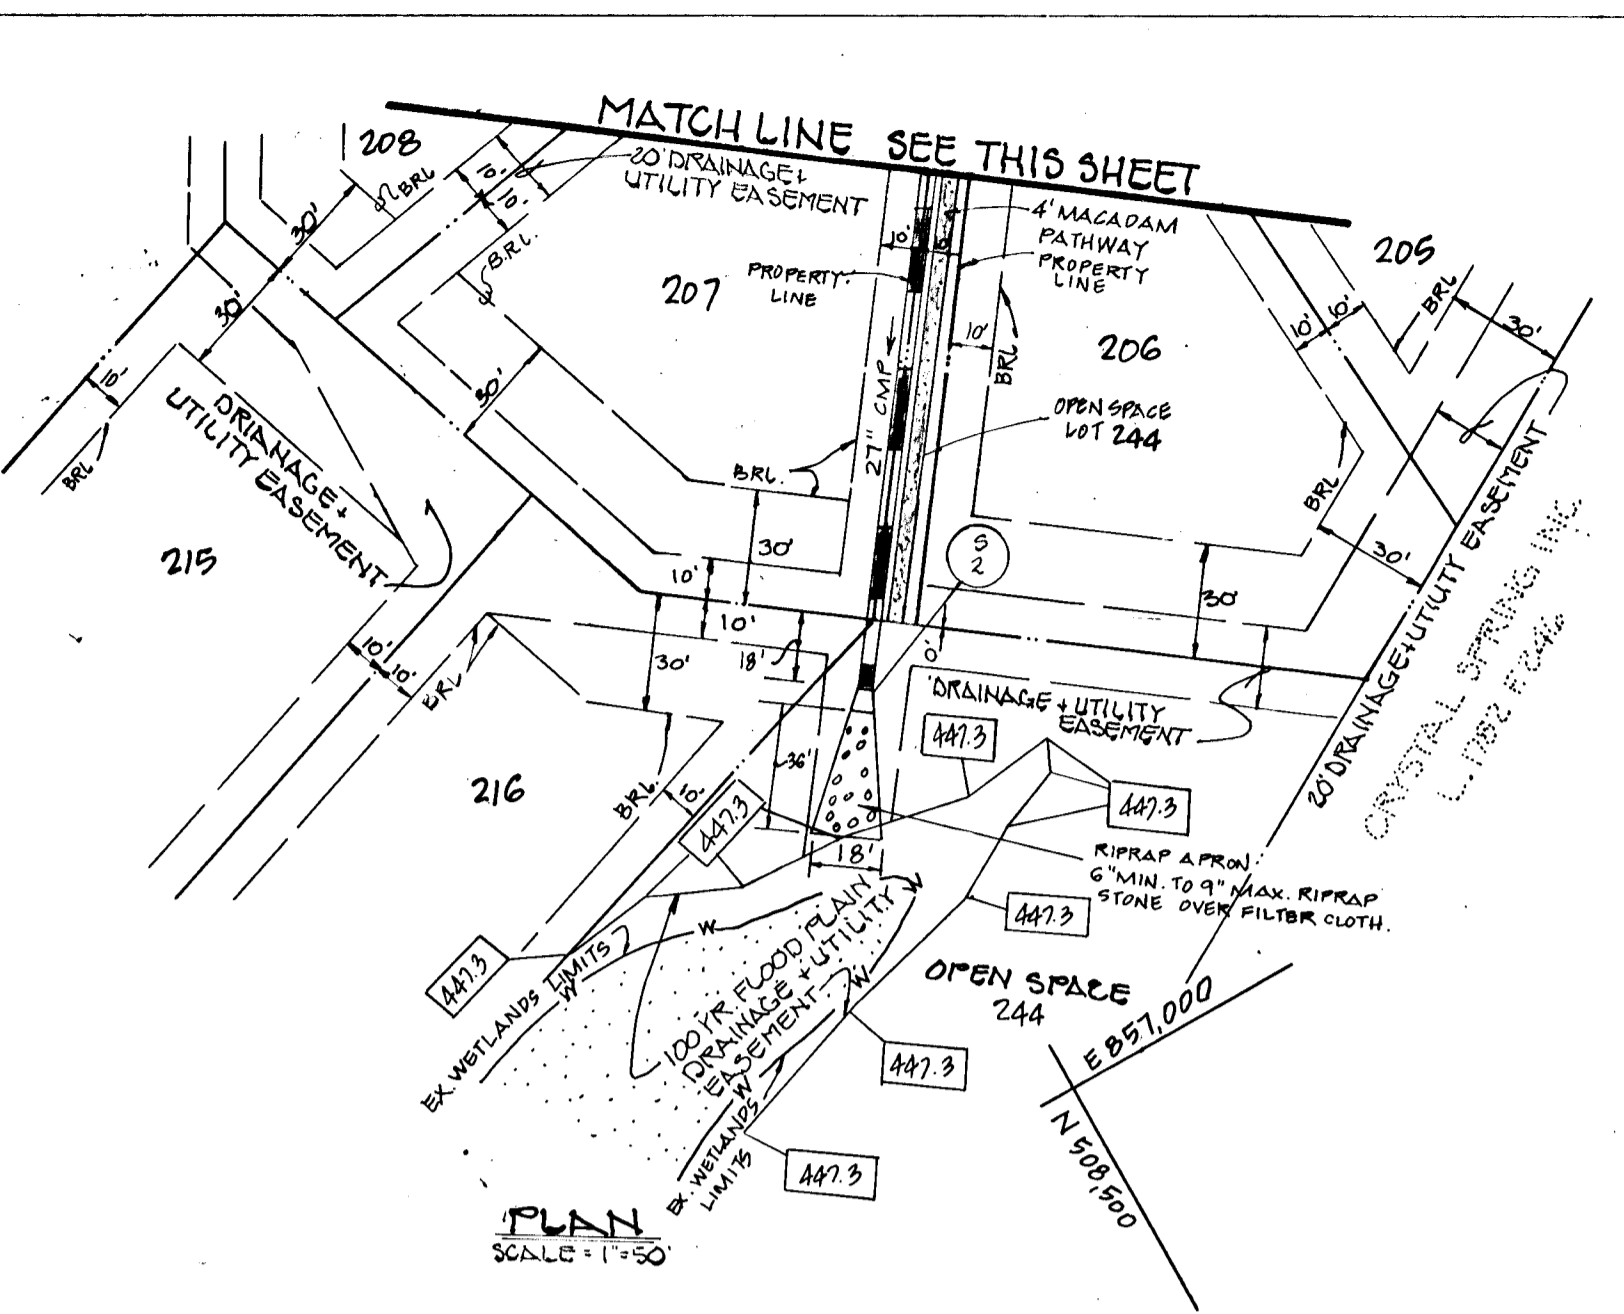 MATCH LINE SEE THIS SHEET
208
BRL
10'
10'
20' DRAINAGE +
UTILITY EASEMENT
30'
30'
B.R.L.
4' MACADAM
PATHWAY
PROPERTY
LINE
10'
205
BRL
30'
207
PROPERTY
LINE
10'
BRL
206
10'
10'
27" CMP
30'
OPEN SPACE
LOT 244
10'
BRL
DRIANAGE +
UTILITY
EASEMENT
BRL.
BRL
30'
20' DRAINAGE + UTILITY EASEMENT
CRYSTAL SPRING INC.
215
30'
S
2
10'
10'
30'
10'
10'
BRL
30'
18'
0'
DRAINAGE + UTILITY
EASEMENT
447.3
36'
216
BRL
10'
447.3
447.3
18'
RIPRAP APRON:
6" MIN. TO 9" MAX. RIPRAP
STONE OVER FILTER CLOTH.
447.3
W
W
W
W
W
447.3
EX. WETLANDS LIMITS
100 YR. FLOOD PLAIN
DRAINAGE + UTILITY
EASEMENT
OPEN SPACE
244
E 857,000
N 508,500
447.3
EX. WETLANDS
LIMITS
447.3
PLAN
SCALE = 1"=50'